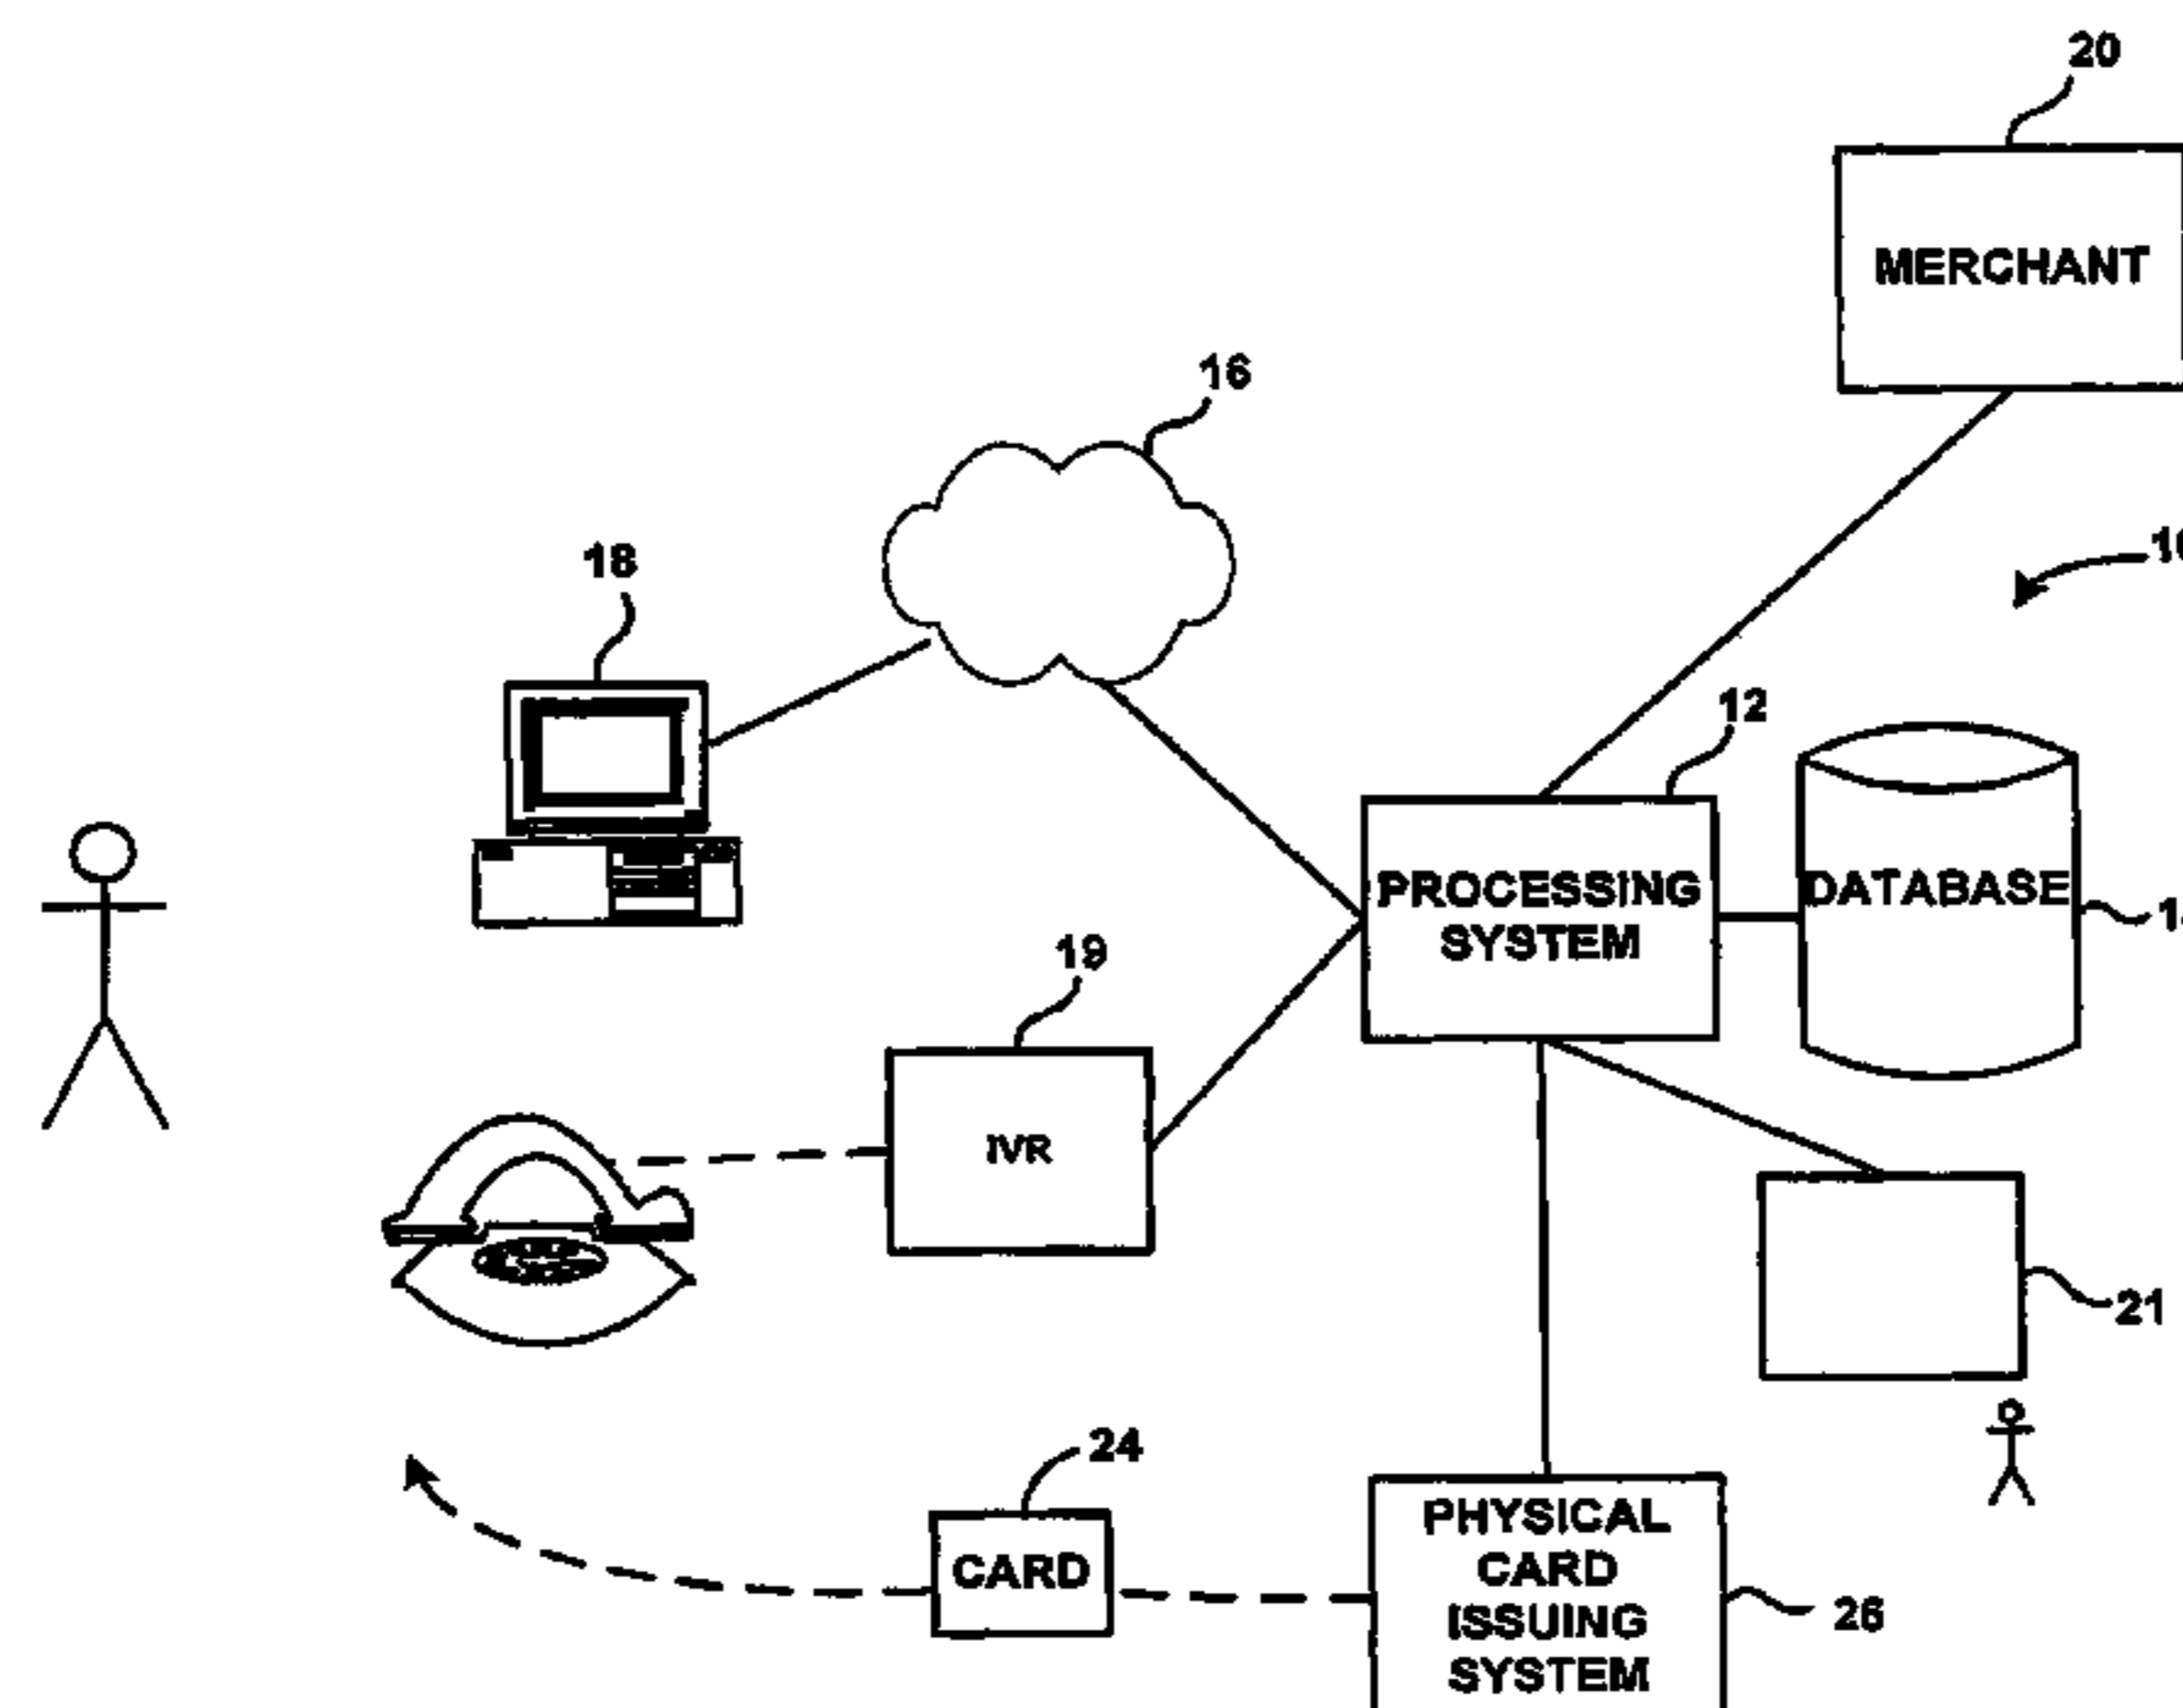 20
MERCHANT
16
18
12
PROCESSING
SYSTEM
DATABASE
19
IVR
21
24
CARD
PHYSICAL
CARD
ISSUING
SYSTEM
26